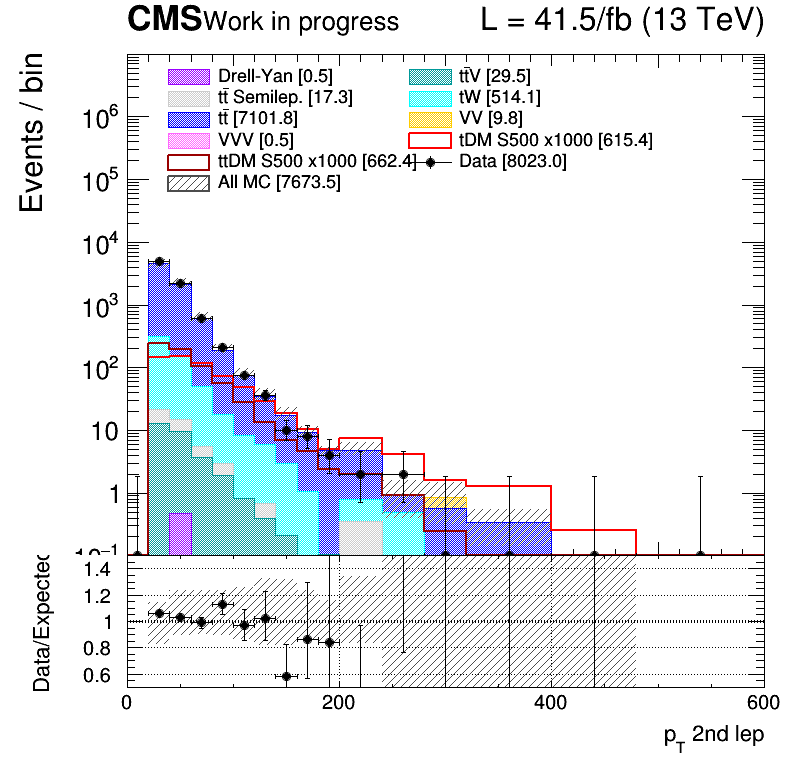 CMS Work in progress L = 41.5/fb (13 TeV)
Events / bin
Drell-Yan [0.5] tt̄V [29.5]
tt̄ Semilep. [17.3] tW [514.1]
tt̄ [7101.8] VV [9.8]
VVV [0.5] tDM S500 x1000 [615.4]
ttDM S500 x1000 [662.4] Data [8023.0]
All MC [7673.5]
10⁶
10⁵
10⁴
10³
10²
10
1
10⁻¹
Data/Expected
1.4
1.2
1
0.8
0.6
0 200 400 600
p_T 2nd lep